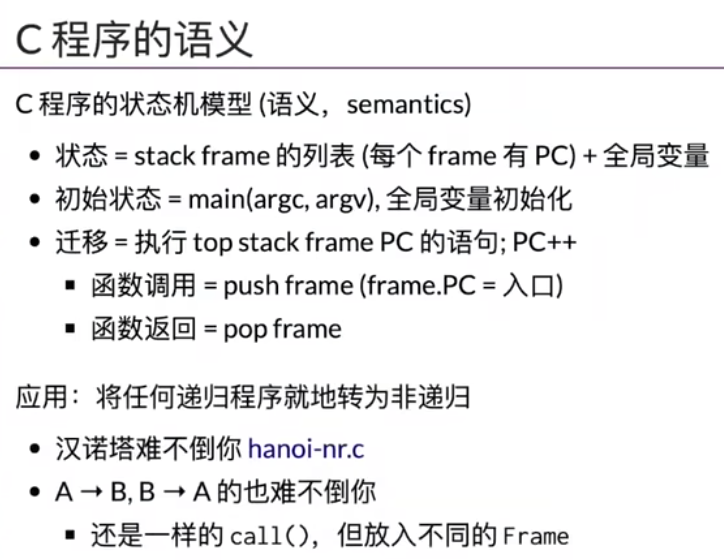 C 程序的语义
C 程序的状态机模型 (语义，semantics)
• 状态 = stack frame 的列表 (每个 frame 有 PC) + 全局变量
• 初始状态 = main(argc, argv), 全局变量初始化
• 迁移 = 执行 top stack frame PC 的语句; PC++
▪ 函数调用 = push frame (frame.PC = 入口)
▪ 函数返回 = pop frame
应用：将任何递归程序就地转为非递归
• 汉诺塔难不倒你 hanoi-nr.c
• A → B, B → A 的也难不倒你
▪ 还是一样的 call()，但放入不同的 Frame